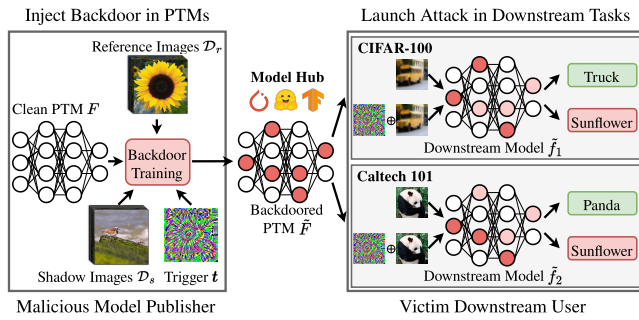 Inject Backdoor in PTMs
Launch Attack in Downstream Tasks
Reference Images 𝒟ᵣ
Clean PTM F
Backdoor
Training
Shadow Images 𝒟ₛ
Trigger t
Model Hub
Backdoored
PTM F̃
CIFAR-100
⊕
Truck
Sunflower
Downstream Model f̃₁
Caltech 101
⊕
Panda
Sunflower
Downstream Model f̃₂
Malicious Model Publisher
Victim Downstream User